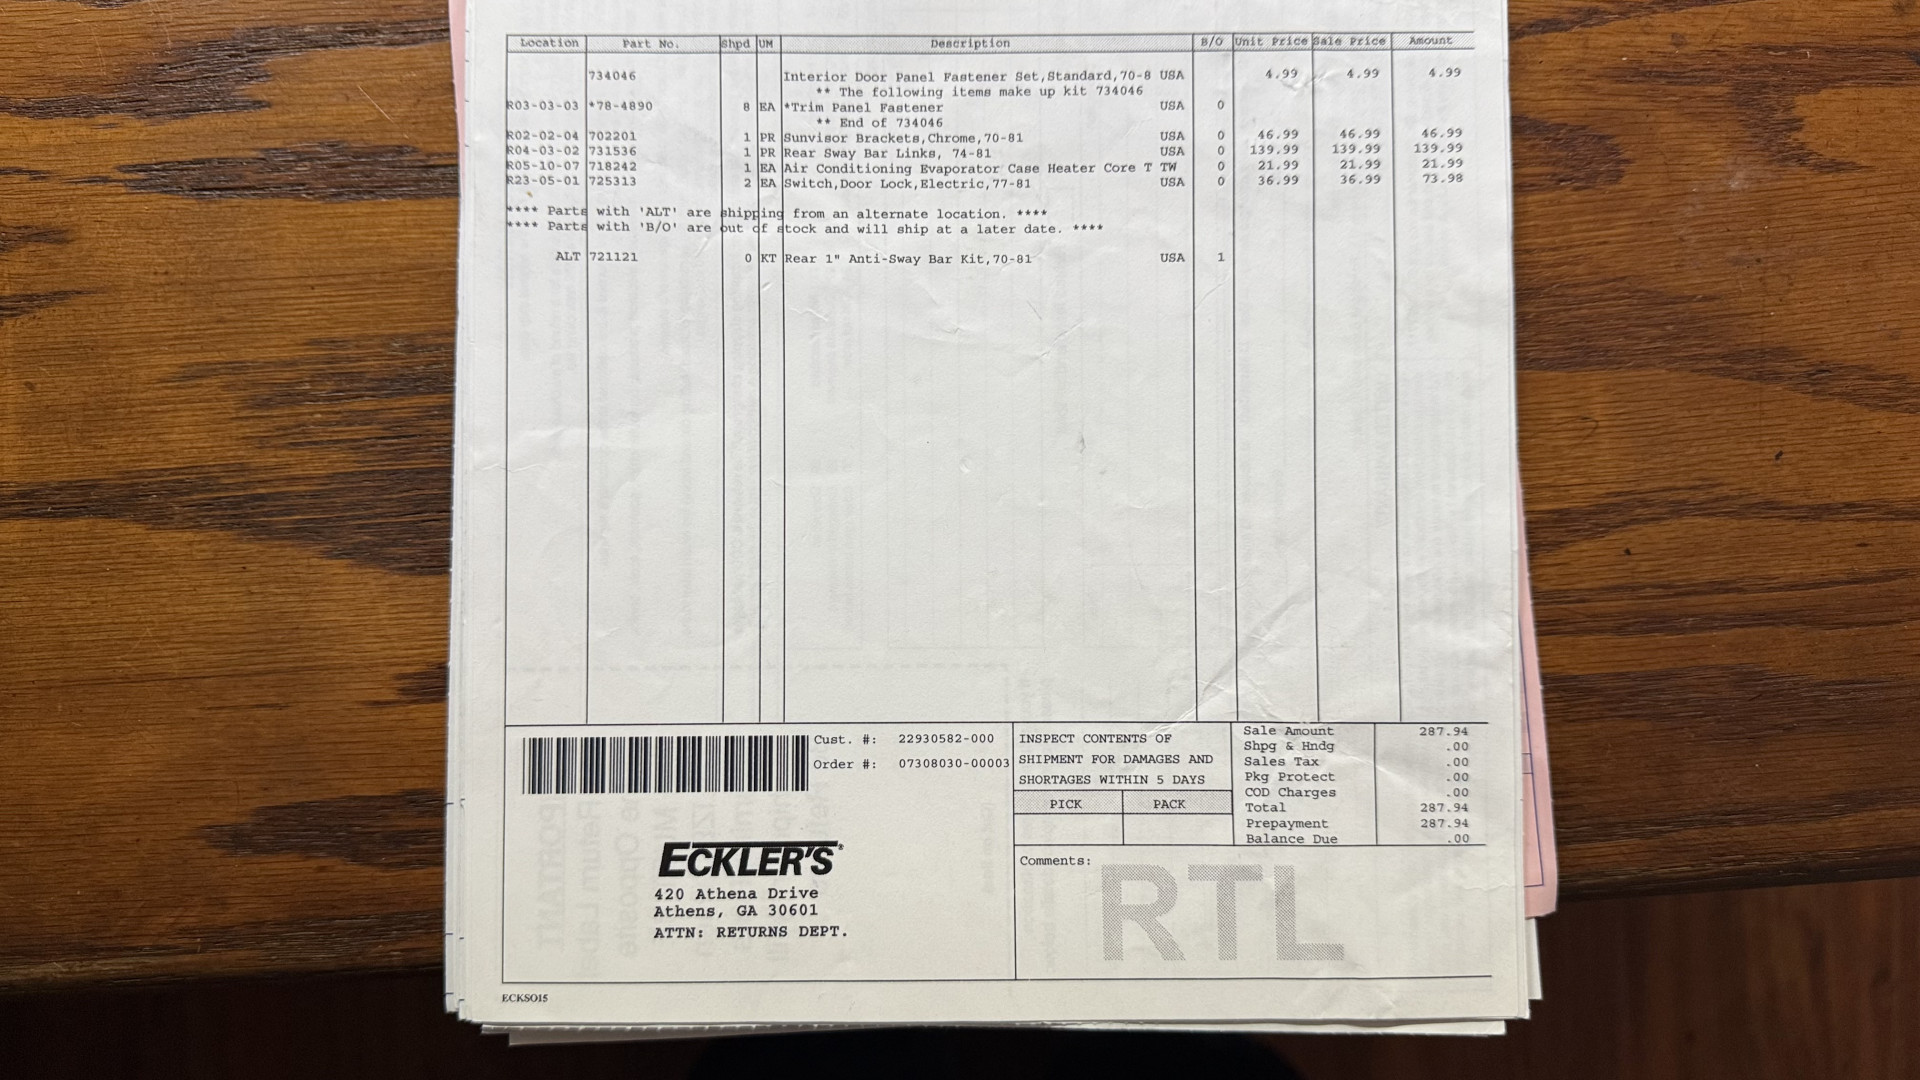 Location Part No. Shpd UM Description B/O Unit Price Sale Price Amount
734046 Interior Door Panel Fastener Set,Standard,70-8 USA 4.99 4.99 4.99
** The following items make up kit 734046
R03-03-03 *78-4890 8 EA *Trim Panel Fastener USA 0
** End of 734046
R02-02-04 702201 1 PR Sunvisor Brackets,Chrome,70-81 USA 0 46.99 46.99 46.99
R04-03-02 731536 1 PR Rear Sway Bar Links, 74-81 USA 0 139.99 139.99 139.99
R05-10-07 718242 1 EA Air Conditioning Evaporator Case Heater Core T TW 0 21.99 21.99 21.99
R23-05-01 725313 2 EA Switch,Door Lock,Electric,77-81 USA 0 36.99 36.99 73.98
**** Parts with 'ALT' are shipping from an alternate location. ****
**** Parts with 'B/O' are out of stock and will ship at a later date. ****
ALT 721121 0 KT Rear 1" Anti-Sway Bar Kit,70-81 USA 1
Cust. #: 22930582-000
Order #: 07308030-00003
INSPECT CONTENTS OF
SHIPMENT FOR DAMAGES AND
SHORTAGES WITHIN 5 DAYS
PICK PACK
Sale Amount 287.94
Shpg & Hndg .00
Sales Tax .00
Pkg Protect .00
COD Charges .00
Total 287.94
Prepayment 287.94
Balance Due .00
ECKLER'S®
420 Athena Drive
Athens, GA 30601
ATTN: RETURNS DEPT.
Comments:
RTL
ECKSO15